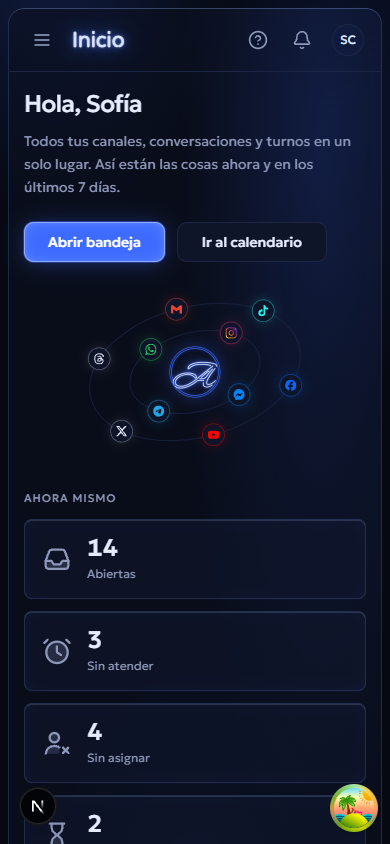 Inicio
SC
Hola, Sofía
Todos tus canales, conversaciones y turnos en un
solo lugar. Así están las cosas ahora y en los
últimos 7 días.
Abrir bandeja
Ir al calendario
A
AHORA MISMO
14
Abiertas
3
Sin atender
4
Sin asignar
2
N